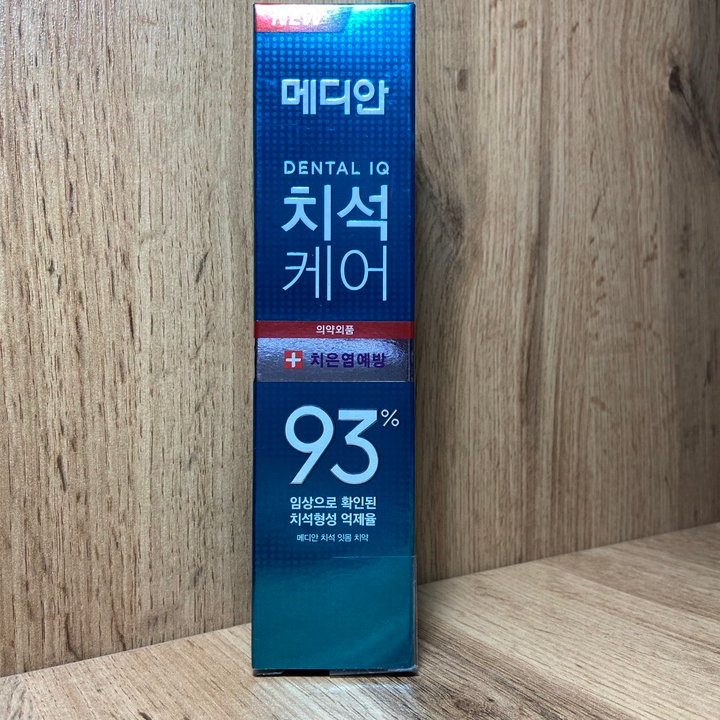 NEW
메디안
DENTAL IQ
치석
케어
의약외품
치은염예방
93%
임상으로 확인된
치석형성 억제율
메디안 치석 잇몸 치약